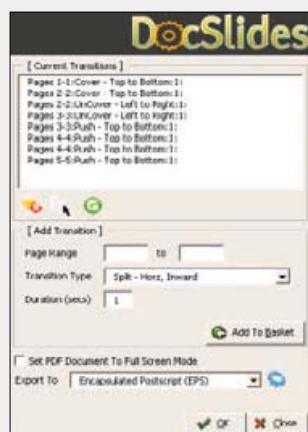 DocSlides
[ Current Transitions ]
Pages 1-1:Cover - Top to Bottom:1:
Pages 2-2:Cover - Top to Bottom:1:
Pages 2-2:UnCover - Left to Right:1:
Pages 3-3:UnCover - Left to Right:1:
Pages 3-3:Push - Top to Bottom:1:
Pages 4-4:Push - Top to Bottom:1:
Pages 4-4:Push - Top to Bottom:1:
Pages 5-5:Push - Top to Bottom:1:
[ Add Transition ]
Page Range to
Transition Type Split - Horz, Inward
Duration (secs) 1
Add To Basket
Set PDF Document To Full Screen Mode
Export To Encapsulated Postscript (EPS)
OK Close